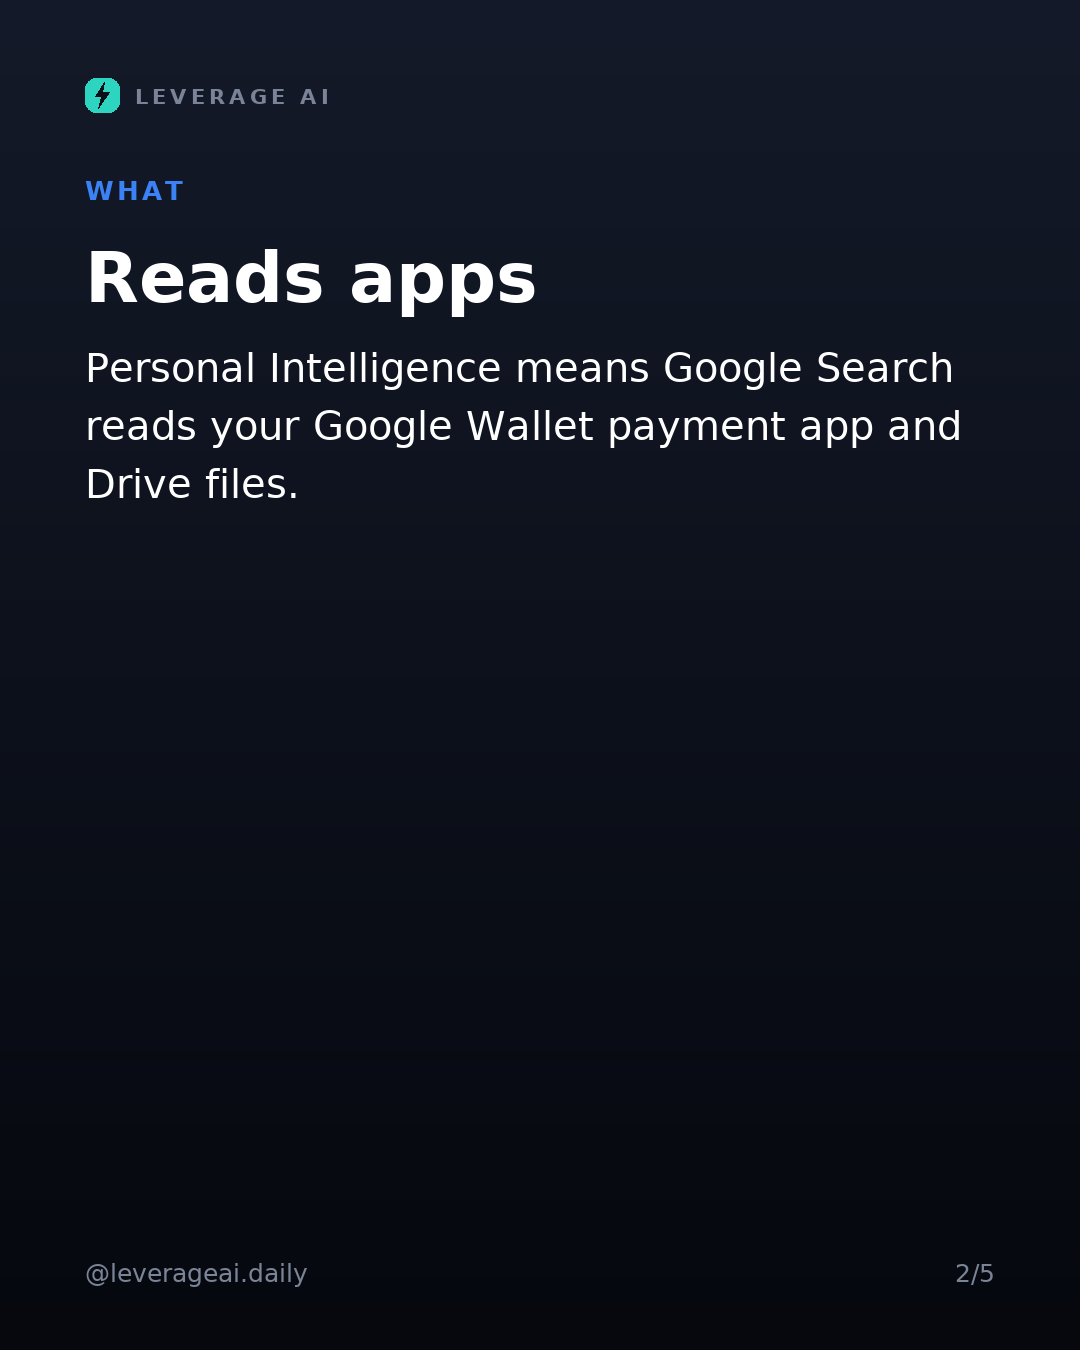 LEVERAGE AI
WHAT
Reads apps
Personal Intelligence means Google Search
reads your Google Wallet payment app and
Drive files.
@leverageai.daily
2/5